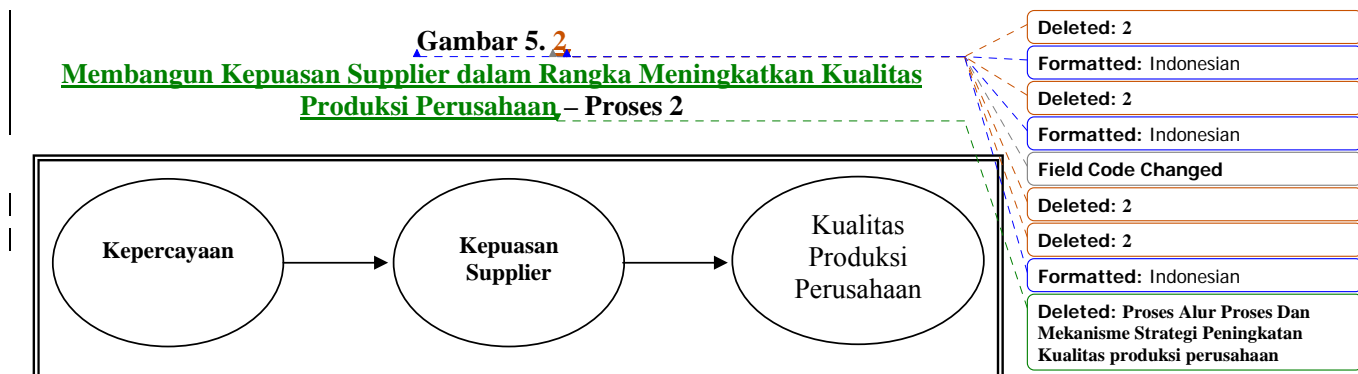 Gambar 5. 2.
Membangun Kepuasan Supplier dalam Rangka Meningkatkan Kualitas
Produksi Perusahaan – Proses 2
Kepercayaan
Kepuasan
Supplier
Kualitas
Produksi
Perusahaan
Deleted: 2
Formatted: Indonesian
Deleted: 2
Formatted: Indonesian
Field Code Changed
Deleted: 2
Deleted: 2
Formatted: Indonesian
Deleted: Proses Alur Proses Dan
Mekanisme Strategi Peningkatan
Kualitas produksi perusahaan